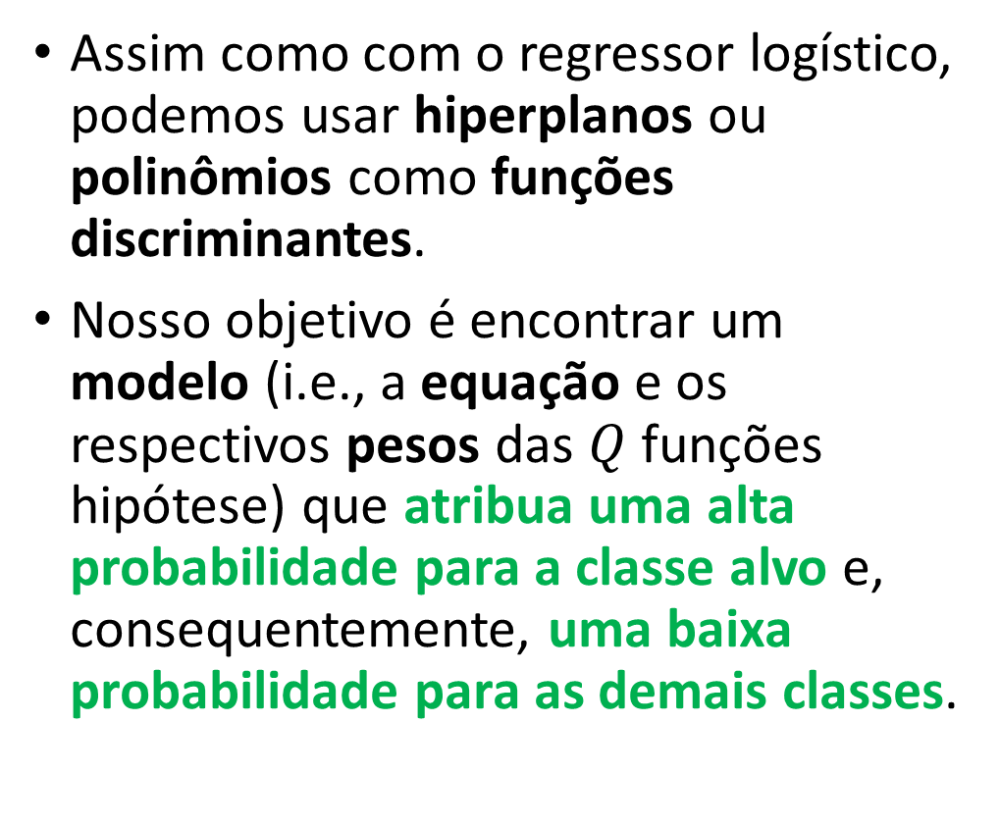 • Assim como com o regressor logístico,
podemos usar hiperplanos ou
polinômios como funções
discriminantes.
• Nosso objetivo é encontrar um
modelo (i.e., a equação e os
respectivos pesos das Q funções
hipótese) que atribua uma alta
probabilidade para a classe alvo e,
consequentemente, uma baixa
probabilidade para as demais classes.